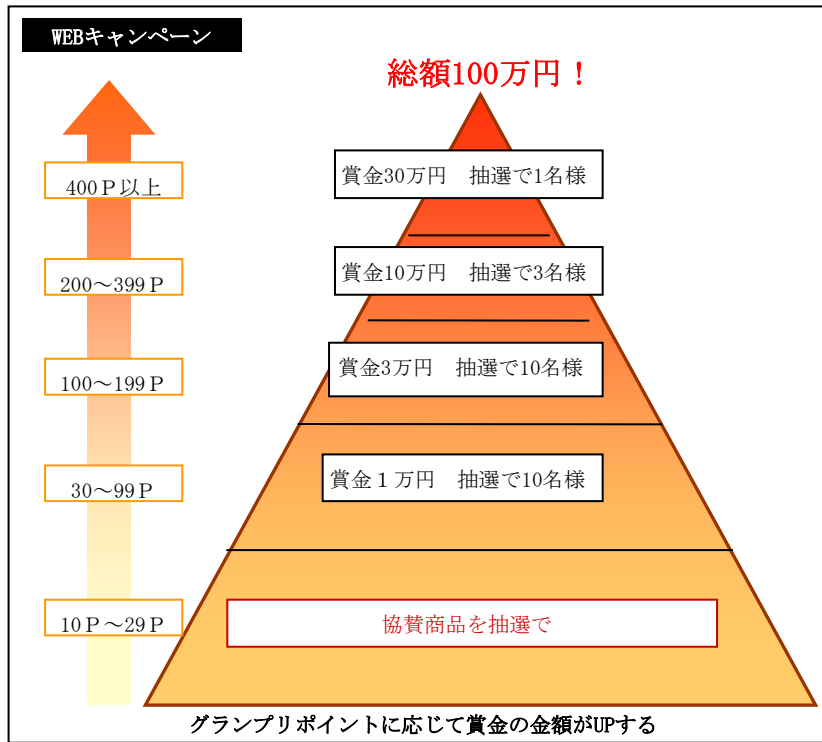 WEBキャンペーン
総額100万円！
400Ｐ以上
賞金30万円　抽選で1名様
200～399Ｐ
賞金10万円　抽選で3名様
100～199Ｐ
賞金3万円　抽選で10名様
30～99Ｐ
賞金１万円　抽選で10名様
10Ｐ～29Ｐ
協賛商品を抽選で
グランプリポイントに応じて賞金の金額がUPする